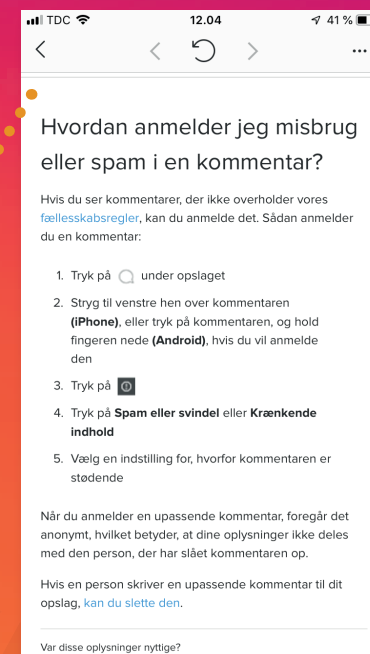 TDC 12.04 41 %
Hvordan anmelder jeg misbrug
eller spam i en kommentar?
Hvis du ser kommentarer, der ikke overholder vores
fællesskabsregler, kan du anmelde det. Sådan anmelder
du en kommentar:
1. Tryk på under opslaget
2. Stryg til venstre hen over kommentaren
(iPhone), eller tryk på kommentaren, og hold
fingeren nede (Android), hvis du vil anmelde
den
3. Tryk på
4. Tryk på Spam eller svindel eller Krænkende
indhold
5. Vælg en indstilling for, hvorfor kommentaren er
stødende
Når du anmelder en upassende kommentar, foregår det
anonymt, hvilket betyder, at dine oplysninger ikke deles
med den person, der har slået kommentaren op.
Hvis en person skriver en upassende kommentar til dit
opslag, kan du slette den.
Var disse oplysninger nyttige?